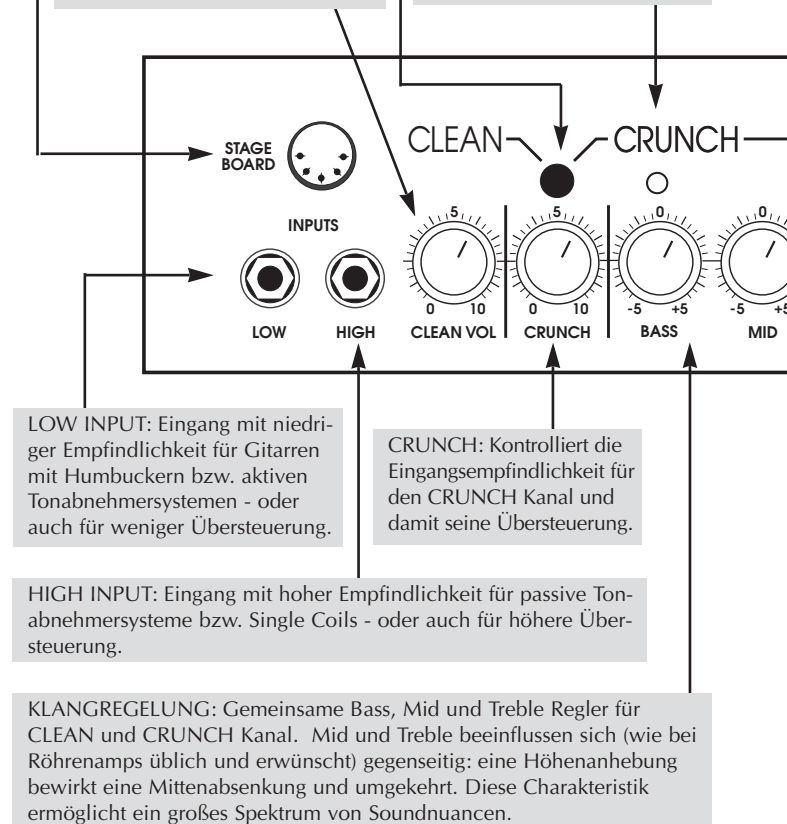 STAGE
BOARD
CLEAN
CRUNCH
INPUTS
LOW
HIGH
5
0 10
CLEAN VOL
5
0 10
CRUNCH
0
-5 +5
BASS
0
-5 +5
MID
LOW INPUT: Eingang mit niedri-
ger Empfindlichkeit für Gitarren
mit Humbuckern bzw. aktiven
Tonabnehmersystemen - oder
auch für weniger Übersteuerung.
CRUNCH: Kontrolliert die
Eingangsempfindlichkeit für
den CRUNCH Kanal und
damit seine Übersteuerung.
HIGH INPUT: Eingang mit hoher Empfindlichkeit für passive Ton-
abnehmersysteme bzw. Single Coils - oder auch für höhere Über-
steuerung.
KLANGREGELUNG: Gemeinsame Bass, Mid und Treble Regler für
CLEAN und CRUNCH Kanal. Mid und Treble beeinflussen sich (wie bei
Röhrenamps üblich und erwünscht) gegenseitig: eine Höhenanhebung
bewirkt eine Mittenabsenkung und umgekehrt. Diese Charakteristik
ermöglicht ein großes Spektrum von Soundnuancen.